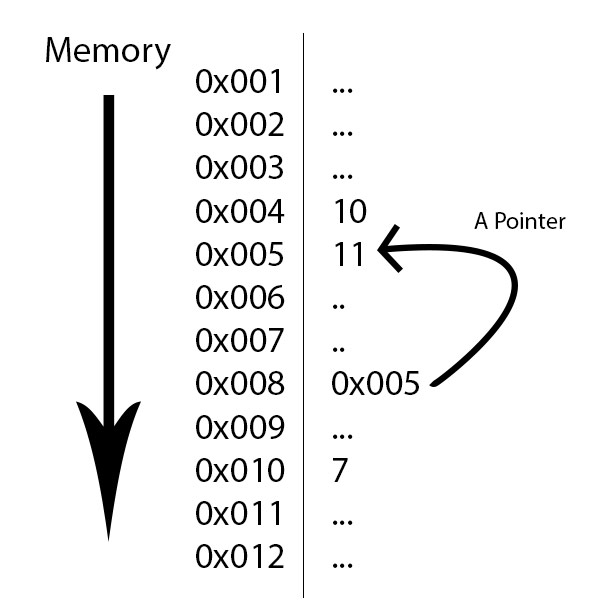 Memory
0x001 ...
0x002 ...
0x003 ...
0x004 10
A Pointer
0x005 11
0x006 ..
0x007 ..
0x008 0x005
0x009 ...
0x010 7
0x011 ...
0x012 ...